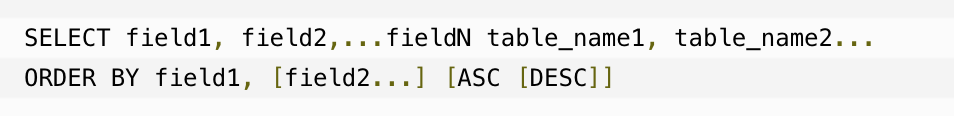 SELECT field1, field2,...fieldN table_name1, table_name2...
ORDER BY field1, [field2...] [ASC [DESC]]